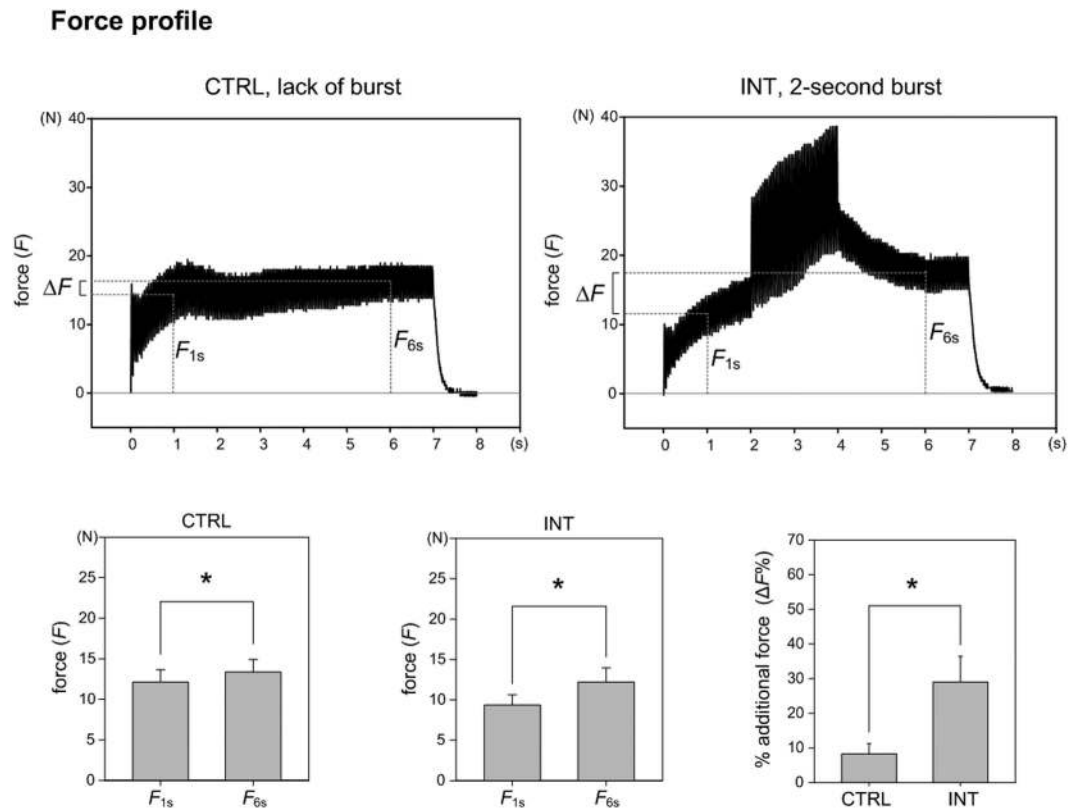 Force profile
CTRL, lack of burst
(N) 40
30
20
10
0
force (F)
ΔF
F1s
F6s
0 1 2 3 4 5 6 7 8 (s)
INT, 2-second burst
(N) 40
30
20
10
0
force (F)
ΔF
F1s
F6s
0 1 2 3 4 5 6 7 8 (s)
CTRL
(N)
25
20
15
10
5
0
force (F)
*
F1s F6s
INT
(N)
25
20
15
10
5
0
force (F)
*
F1s F6s
70
60
50
40
30
20
10
0
% additional force (ΔF%)
*
CTRL INT